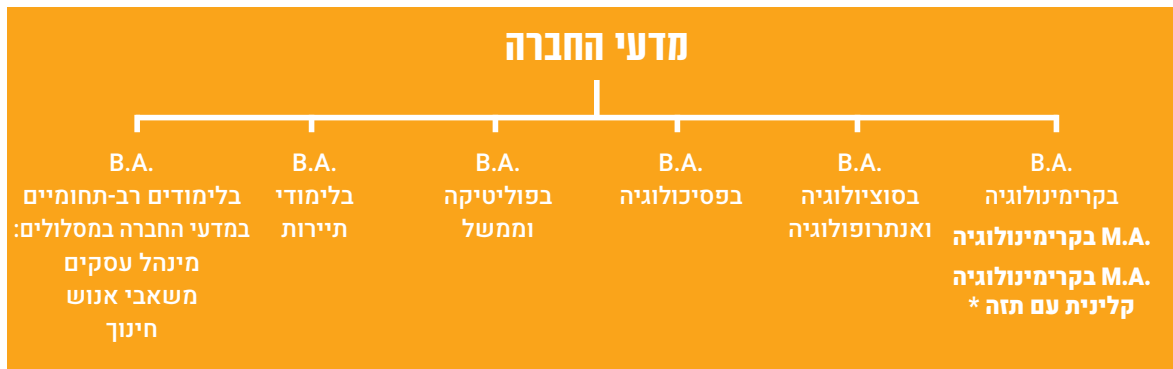 מדעי החברה
B.A.
בקרימינולוגיה
M.A. בקרימינולוגיה
M.A. בקרימינולוגיה
קלינית עם תזה *
B.A.
בסוציולוגיה
ואנתרופולוגיה
B.A.
בפסיכולוגיה
B.A.
בפוליטיקה
וממשל
B.A.
בלימודי
תיירות
B.A.
בלימודים רב-תחומיים
במדעי החברה במסלולים:
מינהל עסקים
משאבי אנוש
חינוך